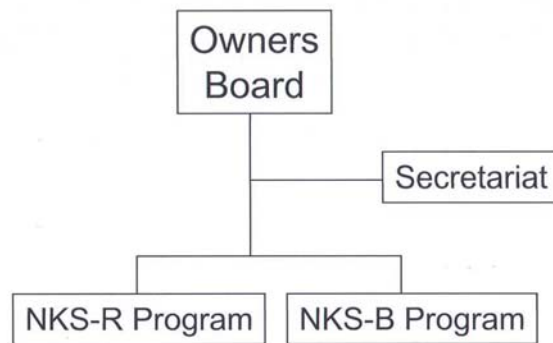 Owners
Board
Secretariat
NKS-R Program
NKS-B Program